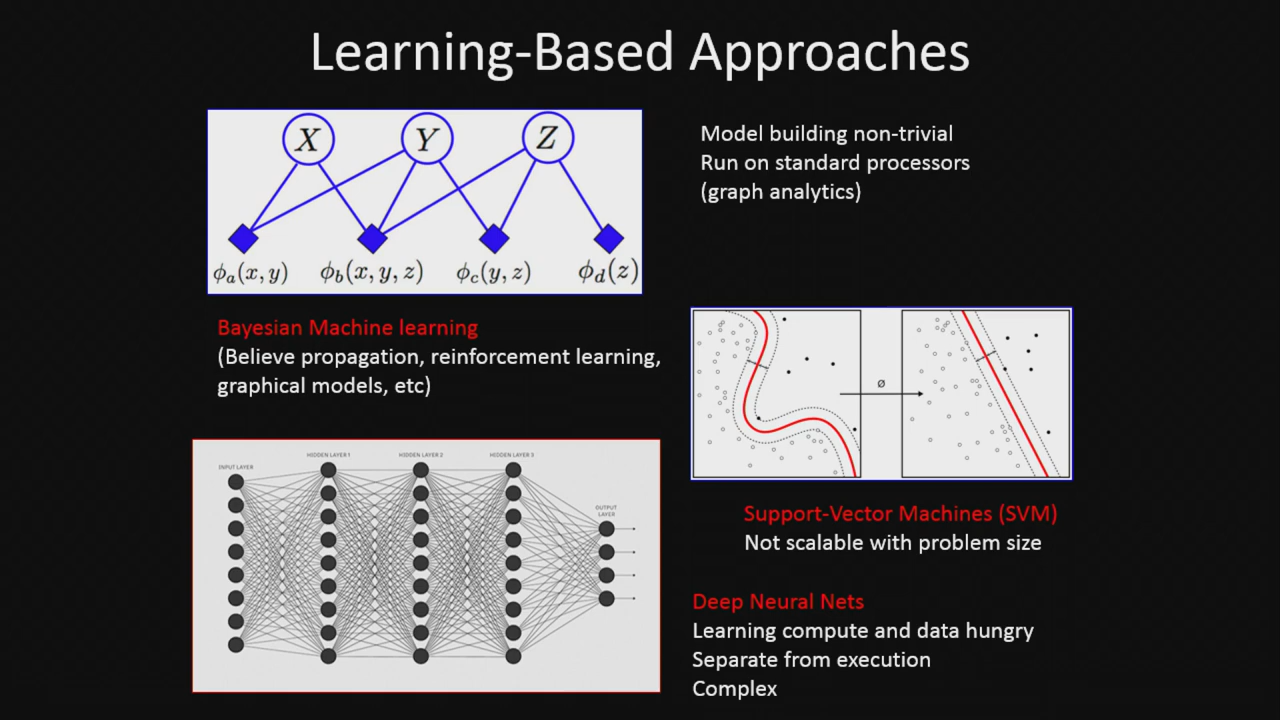 Learning-Based Approaches
X
Y
Z
ϕa(x, y)
ϕb(x, y, z)
ϕc(y, z)
ϕd(z)
Model building non-trivial
Run on standard processors
(graph analytics)
Bayesian Machine learning
(Believe propagation, reinforcement learning,
graphical models, etc)
ø
Support-Vector Machines (SVM)
Not scalable with problem size
INPUT LAYER
HIDDEN LAYER 1
HIDDEN LAYER 2
HIDDEN LAYER 3
OUTPUT
LAYER
Deep Neural Nets
Learning compute and data hungry
Separate from execution
Complex